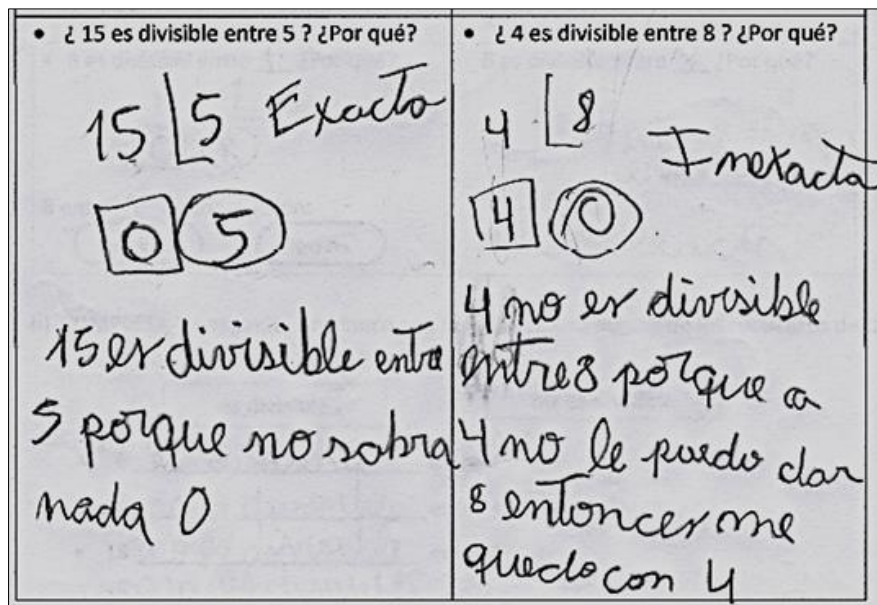 • ¿ 15 es divisible entre 5 ? ¿Por qué?
15 5 Exacto
0 5
15 es divisible entre
5 porque no sobra
nada 0
• ¿ 4 es divisible entre 8 ? ¿Por qué?
4 8
Inexacta
4 0
4 no es divisible
entre 8 porque a
4 no le puedo dar
8 entonces me
quedo con 4